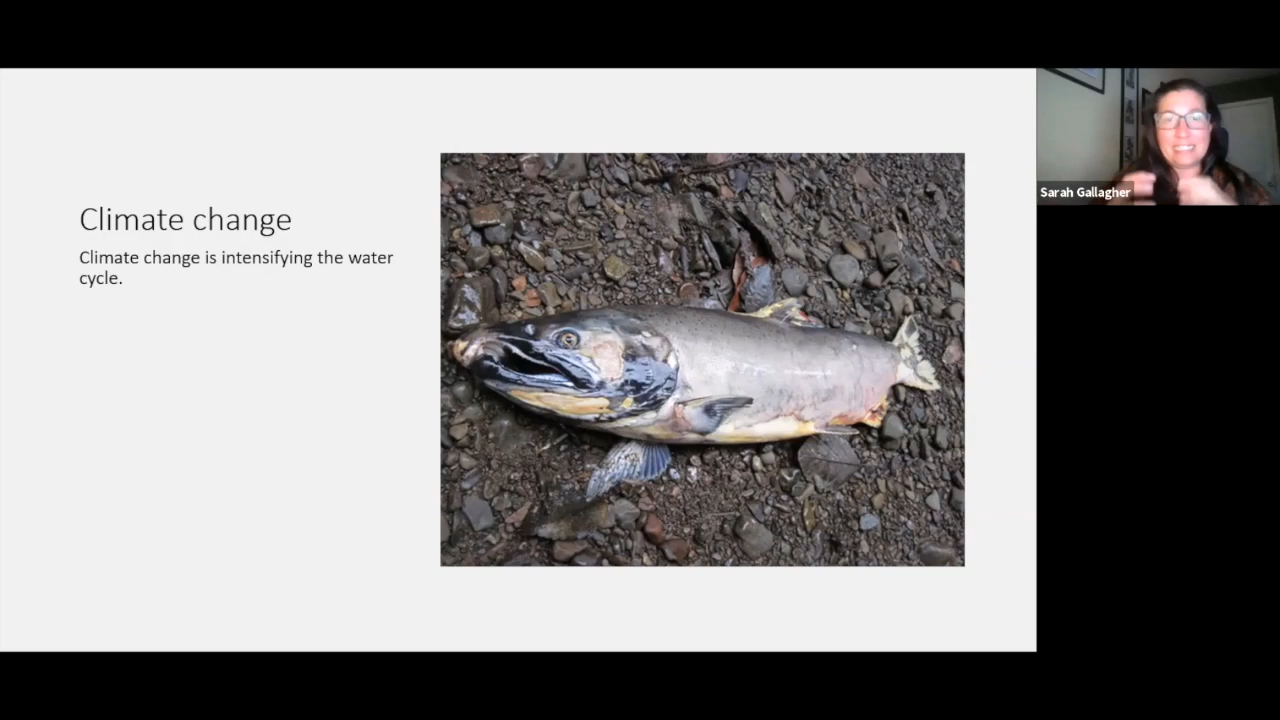 Climate change
Climate change is intensifying the water
cycle.
Sarah Gallagher